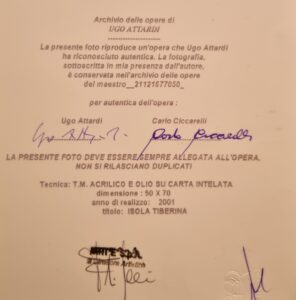 Archivio delle opere di
UGO ATTARDI
La presente foto riproduce un'opera che Ugo Attardi
ha riconosciuto autentica. La fotografia,
sottoscritta in mia presenza dall'autore,
è conservata nell'archivio delle opere
del maestro__21121677050_
per autentica dell'opera :
Ugo Attardi Carlo Ciccarelli
LA PRESENTE FOTO DEVE ESSERE SEMPRE ALLEGATA ALL'OPERA.
NON SI RILASCIANO DUPLICATI
Tecnica: T.M. ACRILICO E OLIO SU CARTA INTELATA
dimensione : 50 X 70
anno di realizzo: 2001
titolo: ISOLA TIBERINA